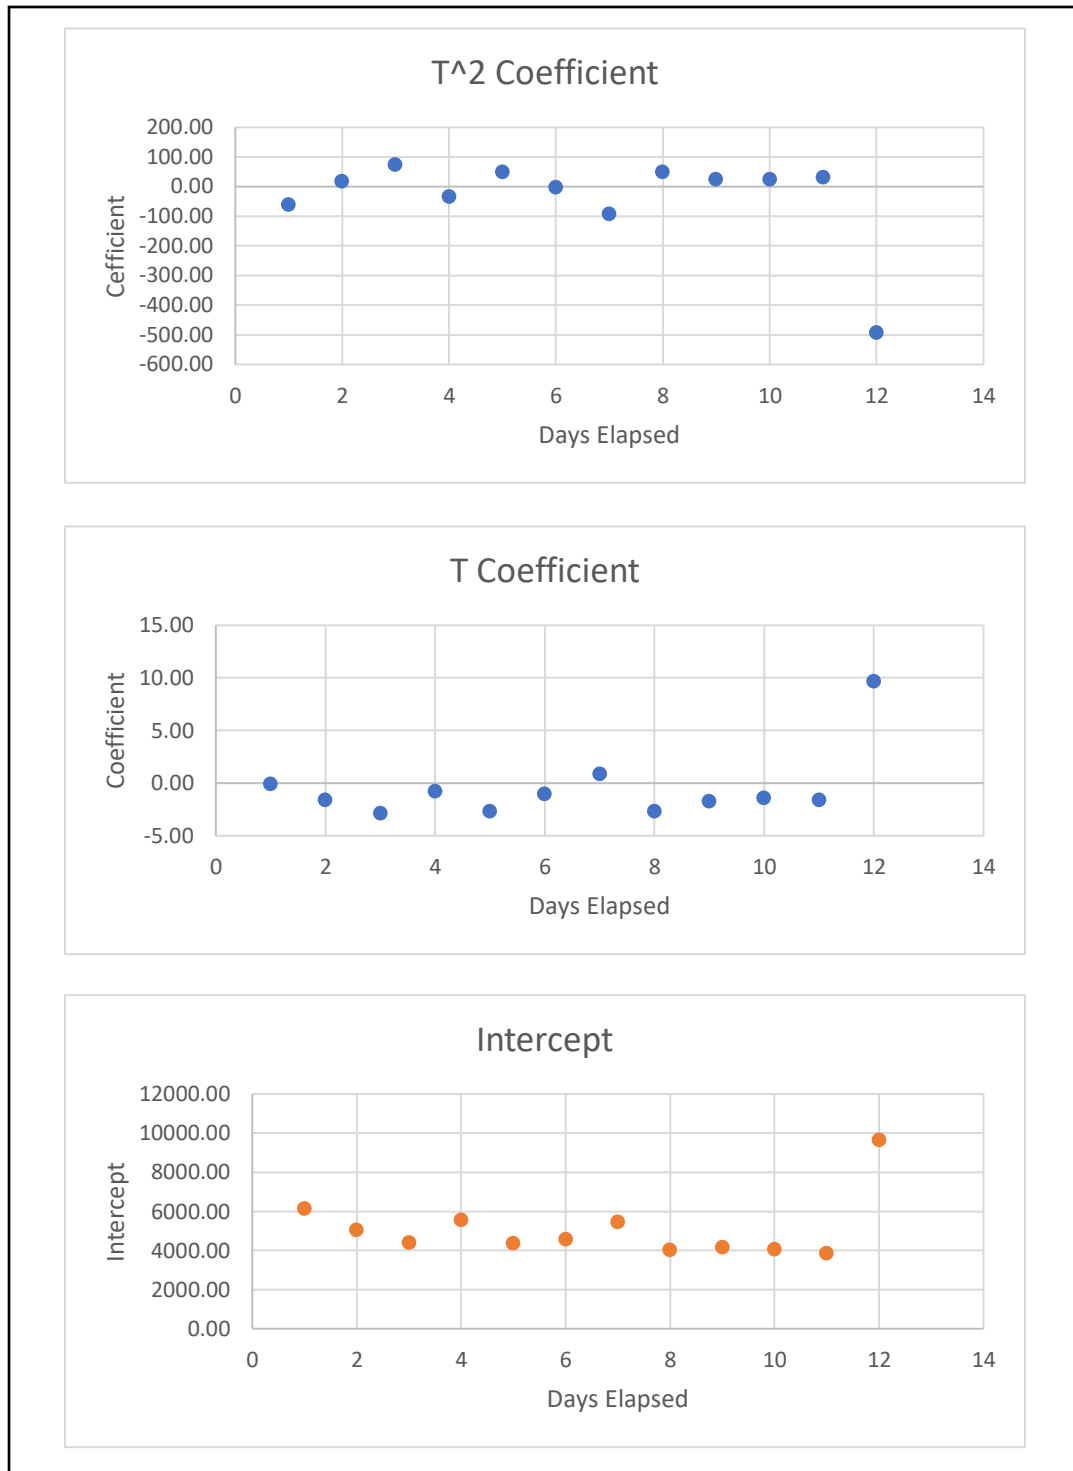 T^2 Coefficient
200.00
100.00
0.00
-100.00
-200.00
-300.00
-400.00
-500.00
-600.00
Cefficient
0 2 4 6 8 10 12 14
Days Elapsed
T Coefficient
15.00
10.00
5.00
0.00
-5.00
Coefficient
0 2 4 6 8 10 12 14
Days Elapsed
Intercept
12000.00
10000.00
8000.00
6000.00
4000.00
2000.00
0.00
Intercept
0 2 4 6 8 10 12 14
Days Elapsed